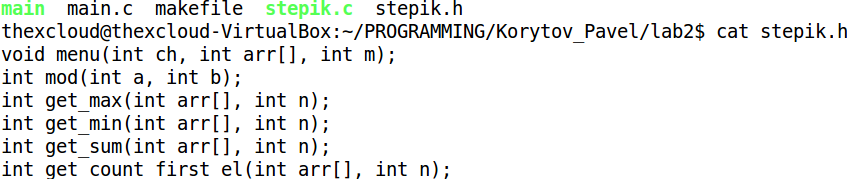 main  main.c  makefile  stepik.c  stepik.h
thexcloud@thexcloud-VirtualBox:~/PROGRAMMING/Korytov_Pavel/lab2$ cat stepik.h
void menu(int ch, int arr[], int m);
int mod(int a, int b);
int get_max(int arr[], int n);
int get_min(int arr[], int n);
int get_sum(int arr[], int n);
int get_count_first_el(int arr[], int n);